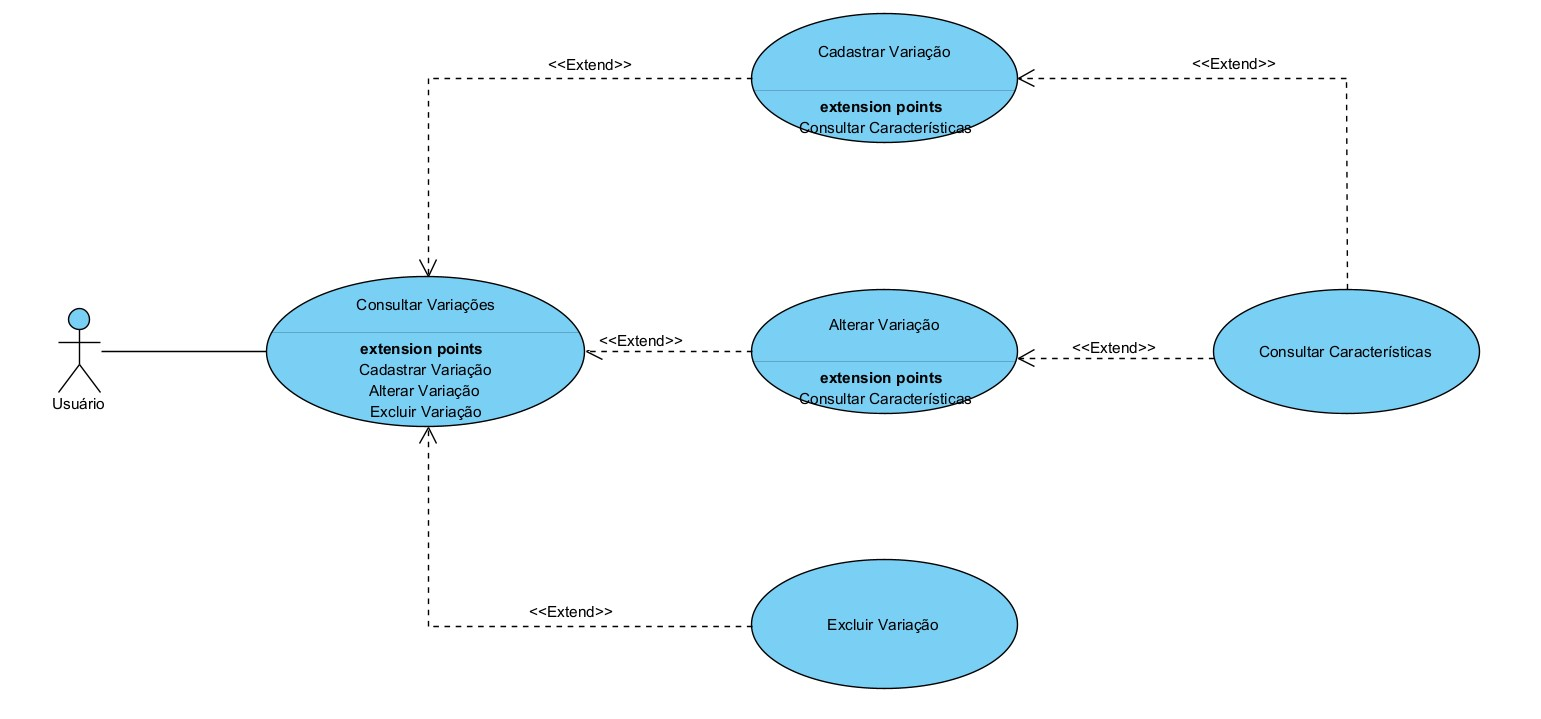 <<Extend>>
Cadastrar Variação
extension points
Consultar Características
<<Extend>>
Usuário
Consultar Variações
extension points
Cadastrar Variação
Alterar Variação
Excluir Variação
<<Extend>>
Alterar Variação
extension points
Consultar Características
<<Extend>>
Consultar Características
<<Extend>>
Excluir Variação